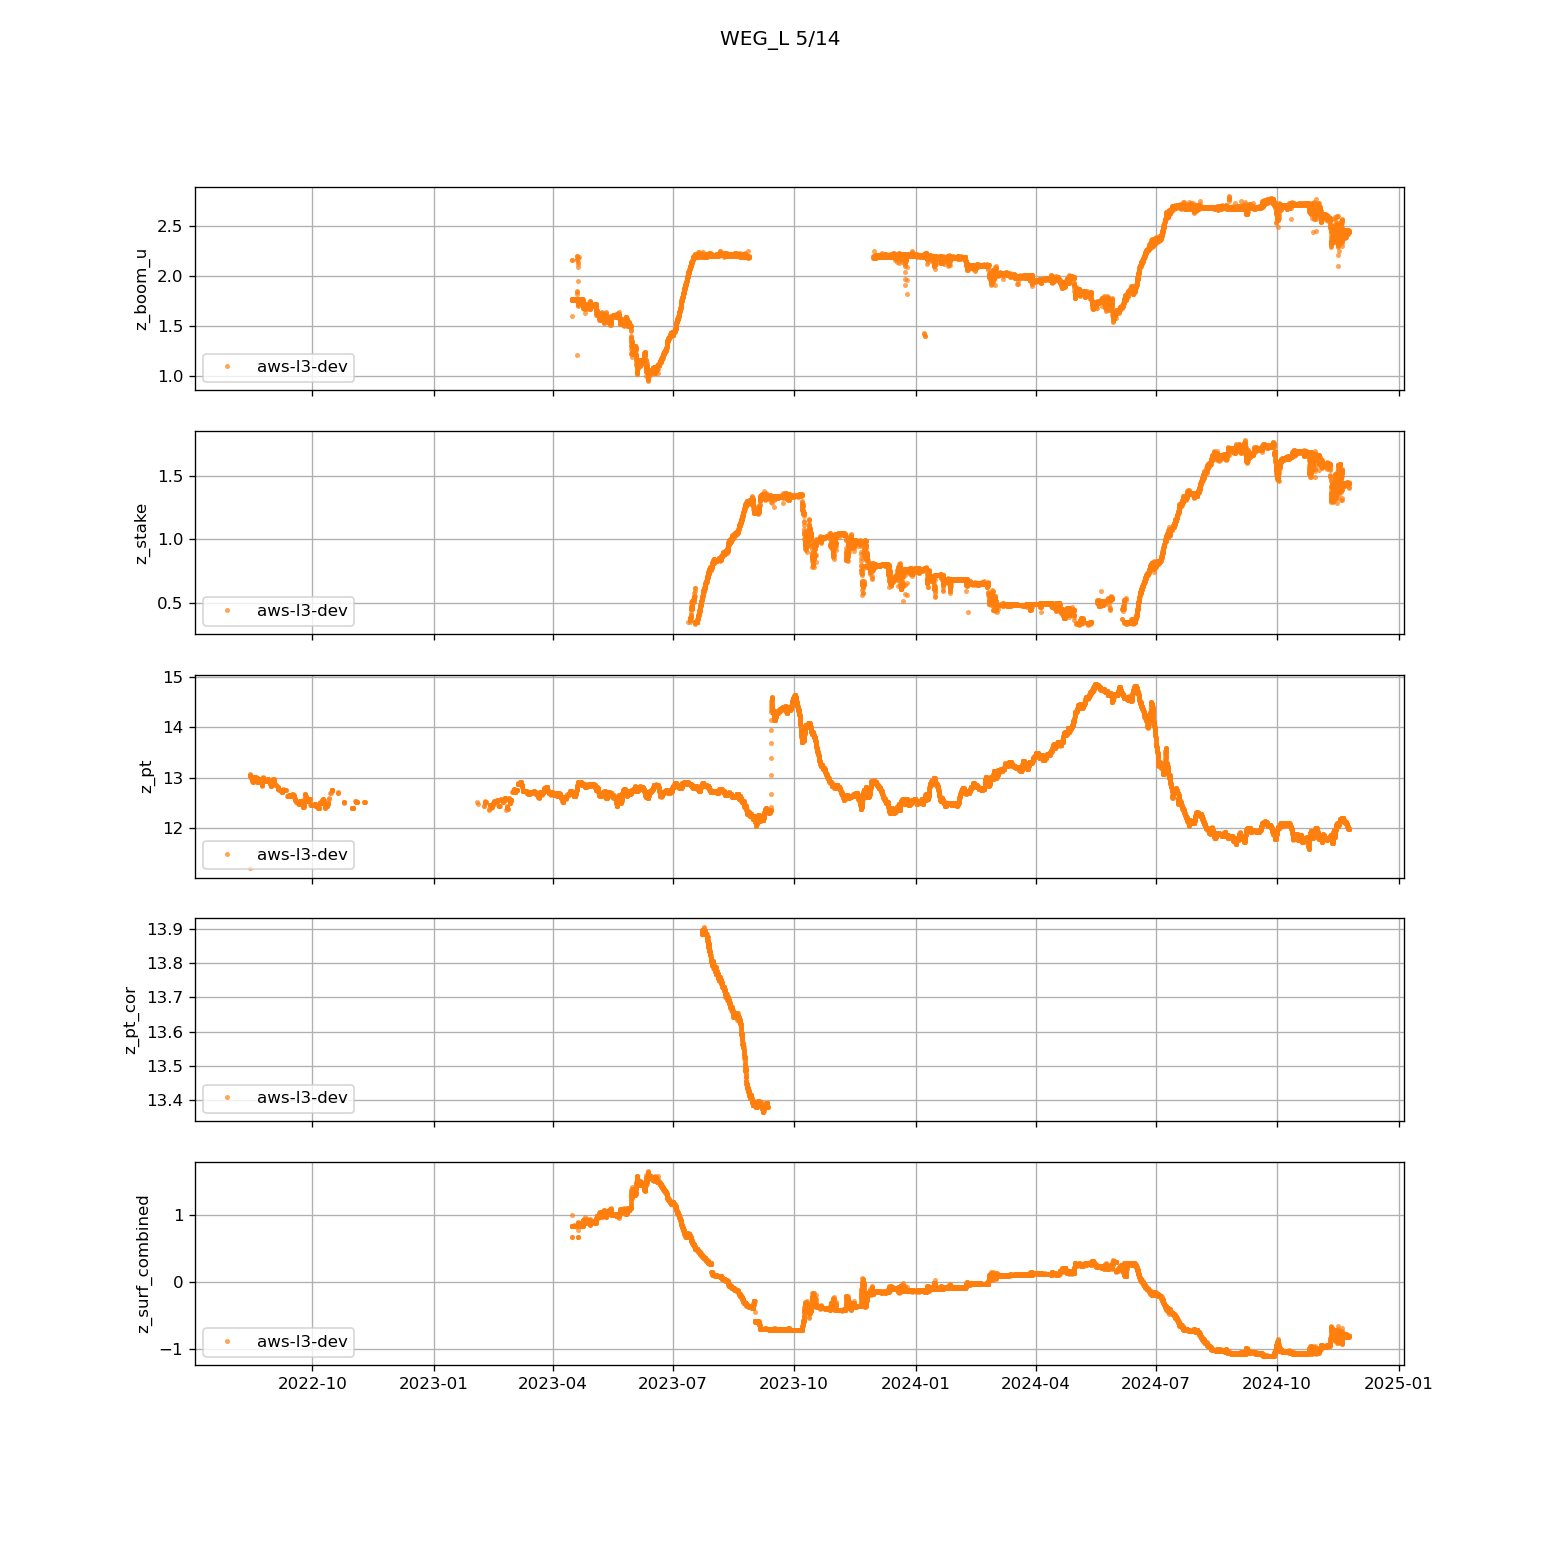 WEG_L 5/14
z_boom_u
2.5
2.0
1.5
1.0
aws-l3-dev
z_stake
1.5
1.0
0.5
aws-l3-dev
z_pt
15
14
13
12
aws-l3-dev
z_pt_cor
13.9
13.8
13.7
13.6
13.5
13.4
aws-l3-dev
z_surf_combined
1
0
−1
aws-l3-dev
2022-10 2023-01 2023-04 2023-07 2023-10 2024-01 2024-04 2024-07 2024-10 2025-01